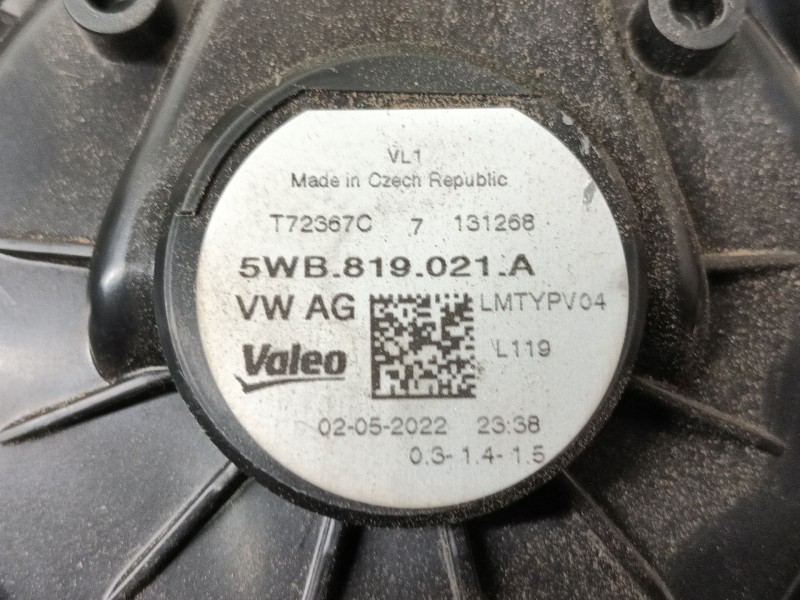 VL1
Made in Czech Republic
T72367C 7 131268
5WB.819.021.A
VW AG LMTYPV04
Valeo L119
02-05-2022 23:38
0.3- 1.4- 1.5